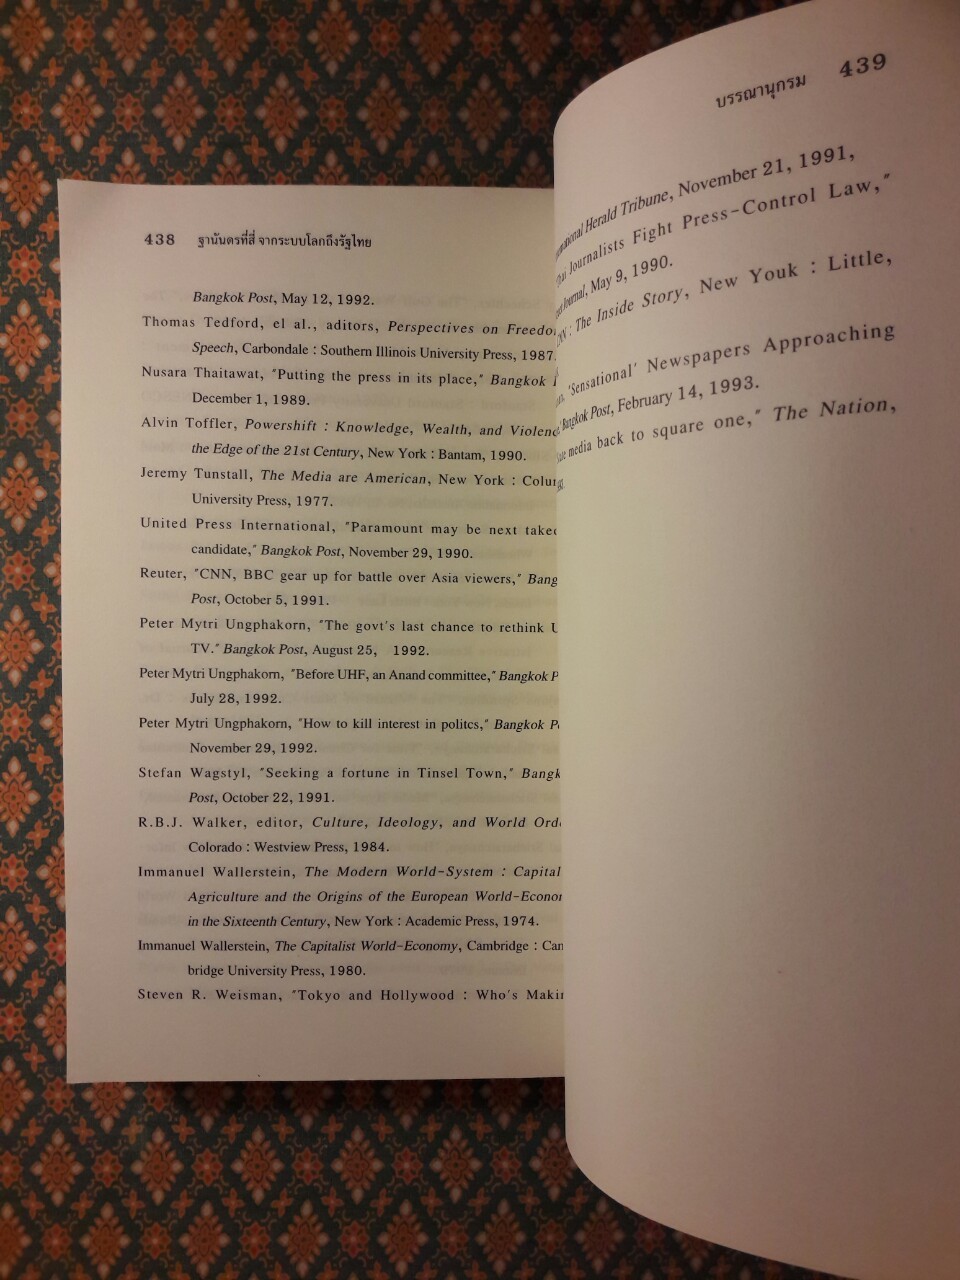 438 ฐานันดรที่สี่ จากระบบโลกถึงรัฐไทย
Bangkok Post, May 12, 1992.
Thomas Tedford, el al., aditors, Perspectives on
Speech, Carbondale : Southern Illinois University Press, 1987.
Nusara Thaitawat, "Putting the press in its place," Bangkok
December 1, 1989.
Alvin Toffler, Powershift : Knowledge, Wealth, and
the Edge of the 21st Century, New York : Bantam, 1990.
Jeremy Tunstall, The Media are American, New York :
University Press, 1977.
United Press International, "Paramount may be next
candidate," Bangkok Post, November 29, 1990.
Reuter, "CNN, BBC gear up for battle over Asia viewers,"
Post, October 5, 1991.
Peter Mytri Ungphakorn, "The govt's last chance to rethink
TV." Bangkok Post, August 25, 1992.
Peter Mytri Ungphakorn, "Before UHF, an Anand committee," Bangkok
July 28, 1992.
Peter Mytri Ungphakorn, "How to kill interest in politcs," Bangkok
November 29, 1992.
Stefan Wagstyl, "Seeking a fortune in Tinsel Town,"
Post, October 22, 1991.
R.B.J. Walker, editor, Culture, Ideology, and World
Colorado : Westview Press, 1984.
Immanuel Wallerstein, The Modern World-System :
Agriculture and the Origins of the European
in the Sixteenth Century, New York : Academic Press, 1974.
Immanuel Wallerstein, The Capitalist World-Economy, Cambridge : Cam
bridge University Press, 1980.
Steven R. Weisman, "Tokyo and Hollywood : Who's
บรรณานุกรม 439
Herald Tribune, November 21, 1991,
Journalists Fight Press-Control Law,"
Journal, May 9, 1990.
: The Inside Story, New Youk : Little,
'Sensational' Newspapers Approaching
Bangkok Post, February 14, 1993.
media back to square one," The Nation,